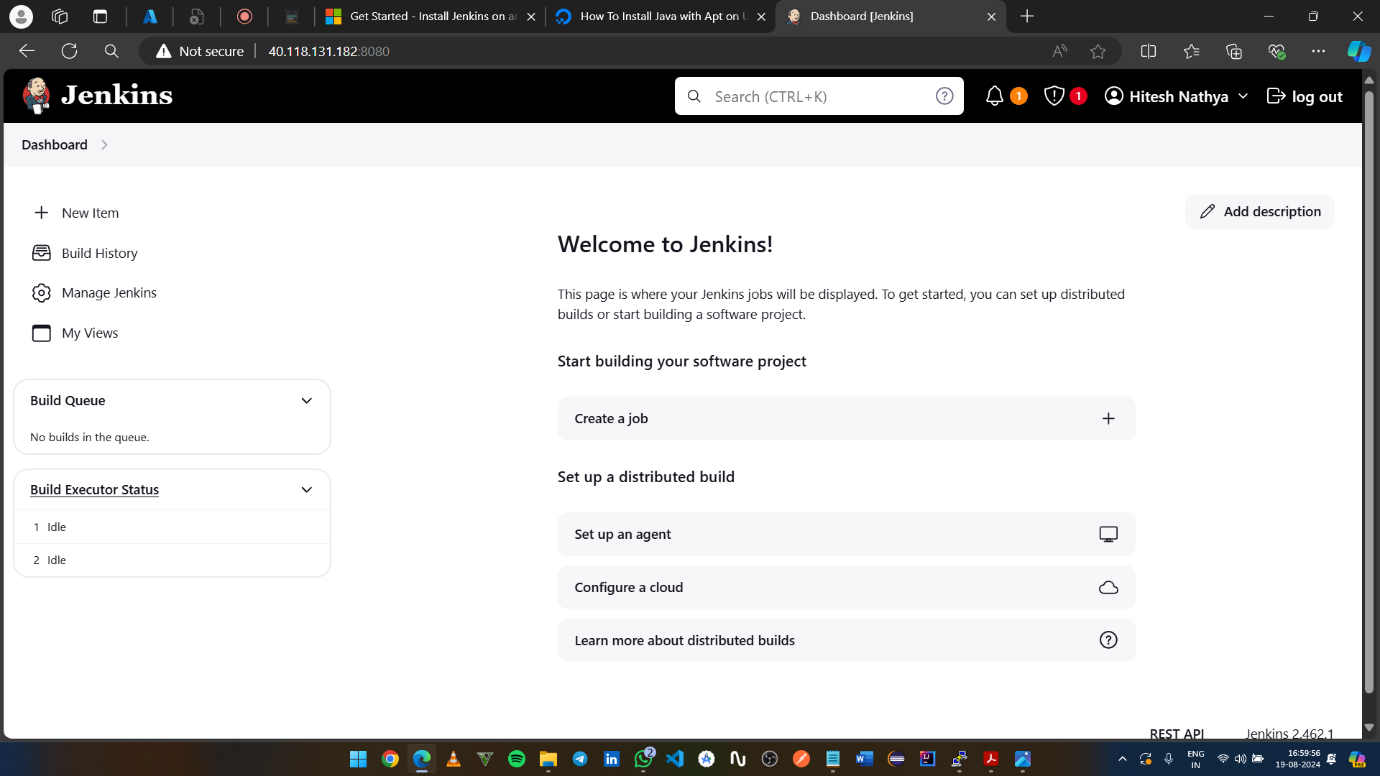 Get Started - Install Jenkins on an
How To Install Java with Apt on U
Dashboard [Jenkins]
Not secure
40.118.131.182:8080
Jenkins
Search (CTRL+K)
1
1
Hitesh Nathya
log out
Dashboard
New Item
Build History
Manage Jenkins
My Views
Add description
Welcome to Jenkins!
This page is where your Jenkins jobs will be displayed. To get started, you can set up distributed
builds or start building a software project.
Start building your software project
Create a job
Set up a distributed build
Set up an agent
Configure a cloud
Learn more about distributed builds
Build Queue
No builds in the queue.
Build Executor Status
1 Idle
2 Idle
REST API
Jenkins 2.462.1
2
ENG
IN
16:59:56
19-08-2024